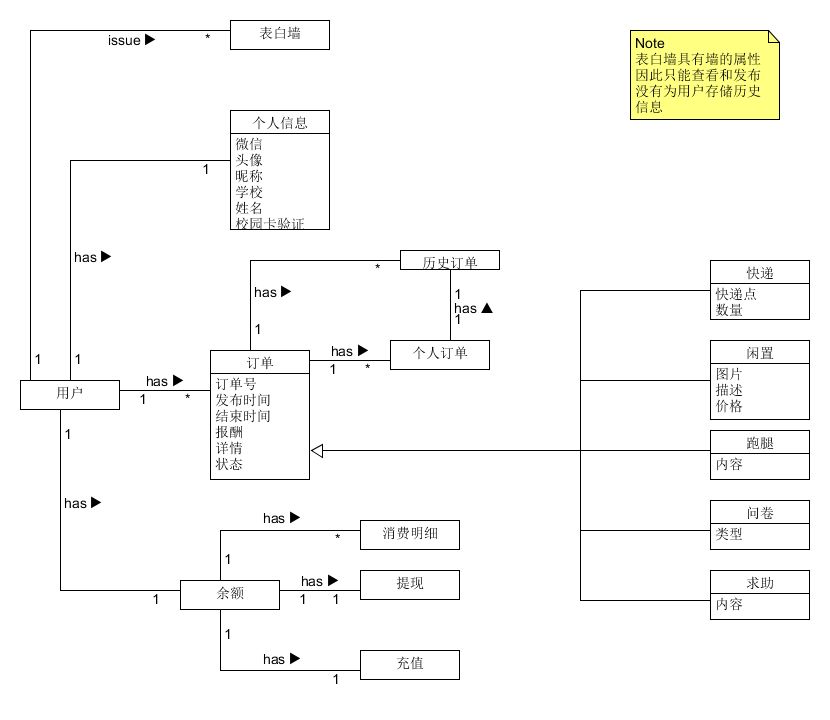 表白墙
issue ▶
*
Note
表白墙具有墙的属性
因此只能查看和发布
没有为用户存储历史
信息
个人信息
微信
头像
昵称
学校
姓名
校园卡验证
1
has ▶
1
1
用户
历史订单
*
has ▶
1
1
has ▲
1
个人订单
has ▶
1
*
订单
订单号
发布时间
结束时间
报酬
详情
状态
has ▶
1
*
快递
快递点
数量
闲置
图片
描述
价格
跑腿
内容
问卷
类型
求助
内容
1
has ▶
1
余额
has ▶
*
1
消费明细
has ▶
1
1
提现
1
has ▶
1
充值